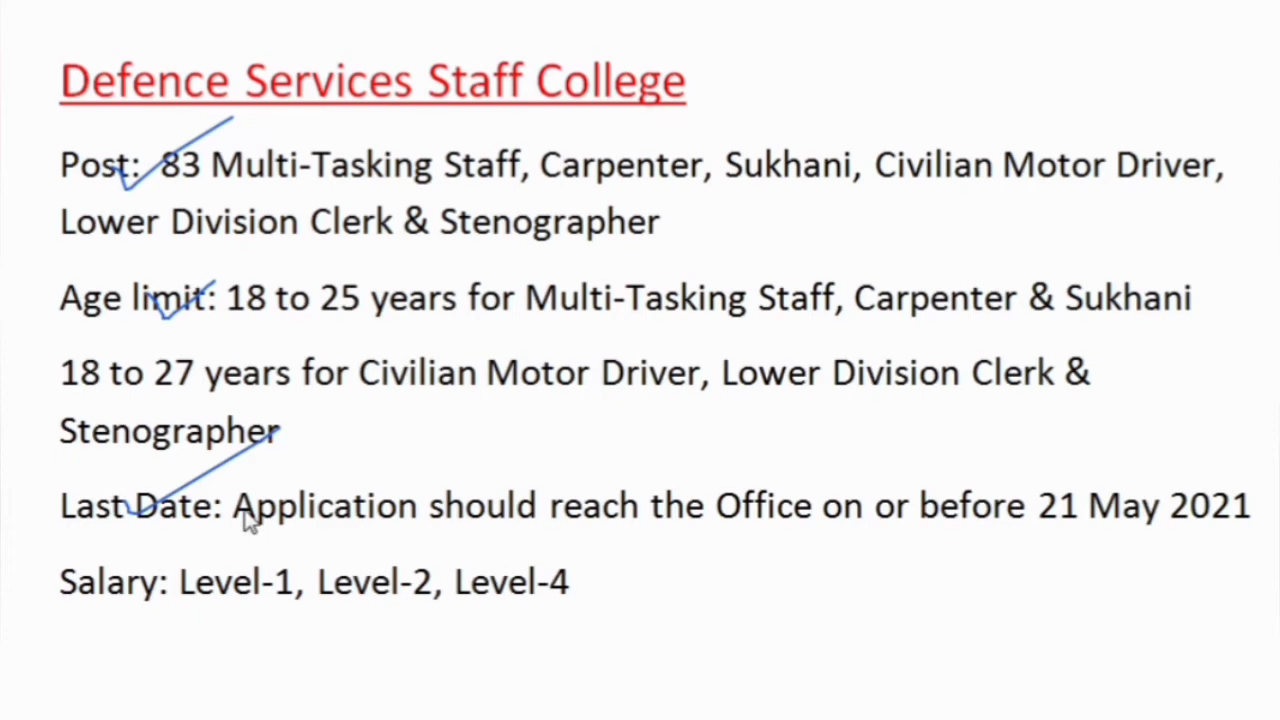 Defence Services Staff College
Post: 83 Multi-Tasking Staff, Carpenter, Sukhani, Civilian Motor Driver,
Lower Division Clerk & Stenographer
Age limit: 18 to 25 years for Multi-Tasking Staff, Carpenter & Sukhani
18 to 27 years for Civilian Motor Driver, Lower Division Clerk &
Stenographer
Last Date: Application should reach the Office on or before 21 May 2021
Salary: Level-1, Level-2, Level-4